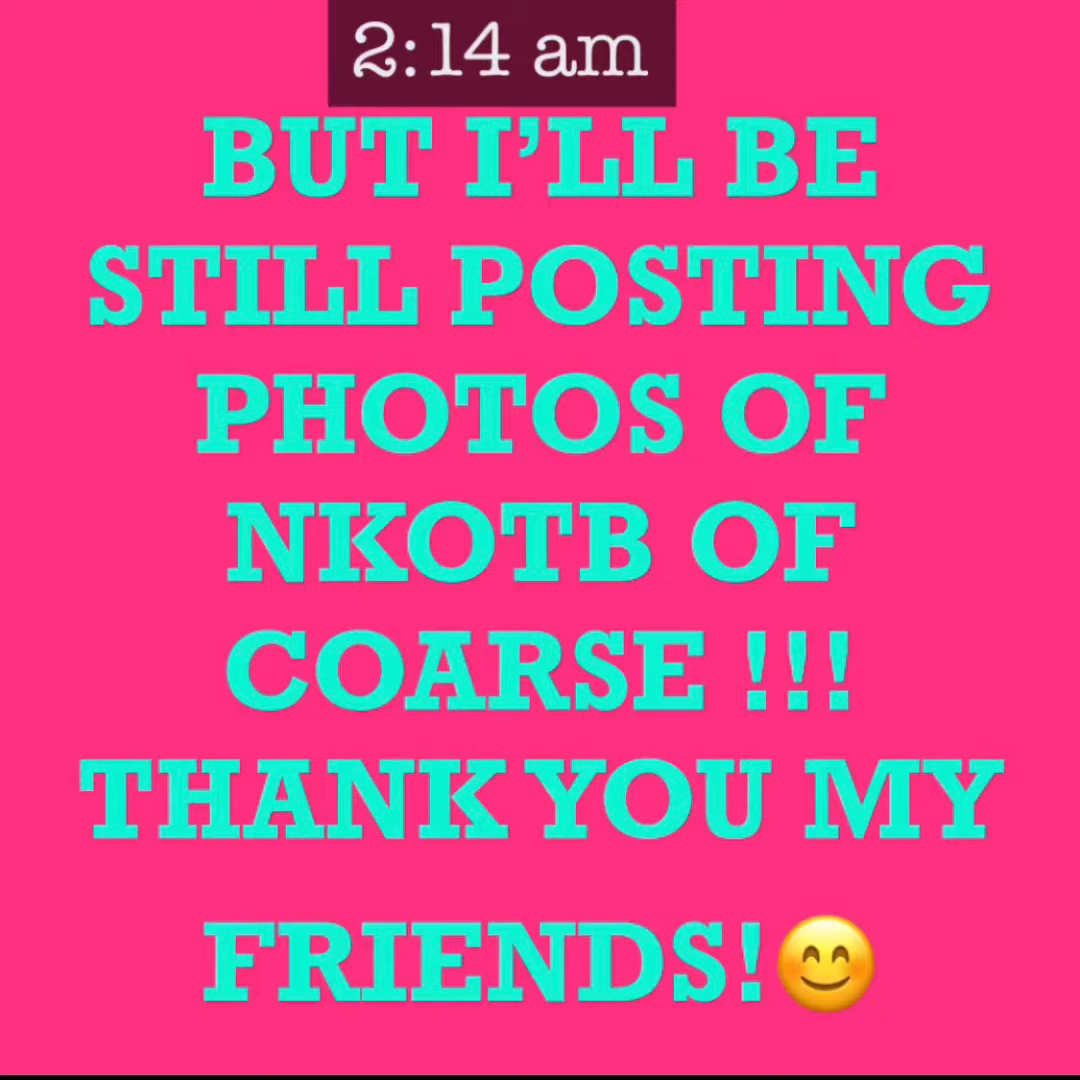 2:14 am
BUT I’LL BE
STILL POSTING
PHOTOS OF
NKOTB OF
COARSE !!!
THANK YOU MY
FRIENDS!😊